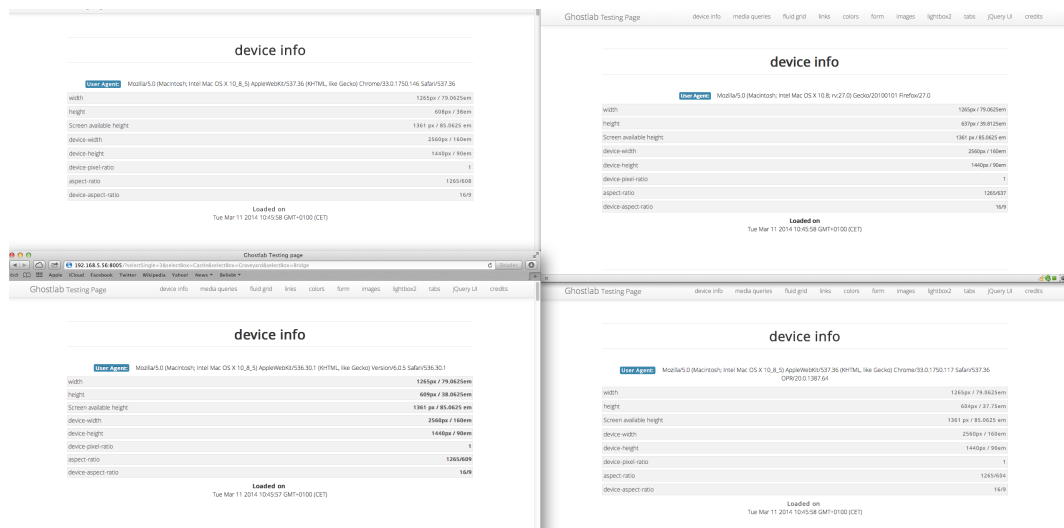 device info
User Agent: Mozilla/5.0 (Macintosh; Intel Mac OS X 10_8_5) AppleWebKit/537.36 (KHTML, like Gecko) Chrome/33.0.1750.146 Safari/537.36
width 1265px / 79.0625em
height 608px / 38em
Screen available height 1361 px / 85.0625 em
device-width 2560px / 160em
device-height 1440px / 90em
device-pixel-ratio 1
aspect-ratio 1265/608
device-aspect-ratio 16/9
Loaded on
Tue Mar 11 2014 10:45:58 GMT+0100 (CET)
Ghostlab Testing Page device info media queries fluid grid links colors form images lightbox2 tabs jQuery UI credits
device info
User Agent: Mozilla/5.0 (Macintosh; Intel Mac OS X 10.8; rv:27.0) Gecko/20100101 Firefox/27.0
width 1265px / 79.0625em
height 637px / 39.8125em
Screen available height 1361 px / 85.0625 em
device-width 2560px / 160em
device-height 1440px / 90em
device-pixel-ratio 1
aspect-ratio 1265/637
device-aspect-ratio 16/9
Loaded on
Tue Mar 11 2014 10:45:58 GMT+0100 (CET)
Ghostlab Testing page
192.168.5.56:8005/?selectSingle=3&selectBox=Castle&selectBox=Graveyard&selectBox=Bridge Reader
Apple iCloud Facebook Twitter Wikipedia Yahoo! News Beliebt
Ghostlab Testing Page device info media queries fluid grid links colors form images lightbox2 tabs jQuery UI credits
device info
User Agent: Mozilla/5.0 (Macintosh; Intel Mac OS X 10_8_5) AppleWebKit/536.30.1 (KHTML, like Gecko) Version/6.0.5 Safari/536.30.1
width 1265px / 79.0625em
height 609px / 38.0625em
Screen available height 1361 px / 85.0625 em
device-width 2560px / 160em
device-height 1440px / 90em
device-pixel-ratio 1
aspect-ratio 1265/609
device-aspect-ratio 16/9
Loaded on
Tue Mar 11 2014 10:45:57 GMT+0100 (CET)
Ghostlab Testing Page device info media queries fluid grid links colors form images lightbox2 tabs jQuery UI credits
device info
User Agent: Mozilla/5.0 (Macintosh; Intel Mac OS X 10_8_5) AppleWebKit/537.36 (KHTML, like Gecko) Chrome/33.0.1750.117 Safari/537.36
OPR/20.0.1387.64
width 1265px / 79.0625em
height 604px / 37.75em
Screen available height 1361 px / 85.0625 em
device-width 2560px / 160em
device-height 1440px / 90em
device-pixel-ratio 1
aspect-ratio 1265/604
device-aspect-ratio 16/9
Loaded on
Tue Mar 11 2014 10:45:58 GMT+0100 (CET)